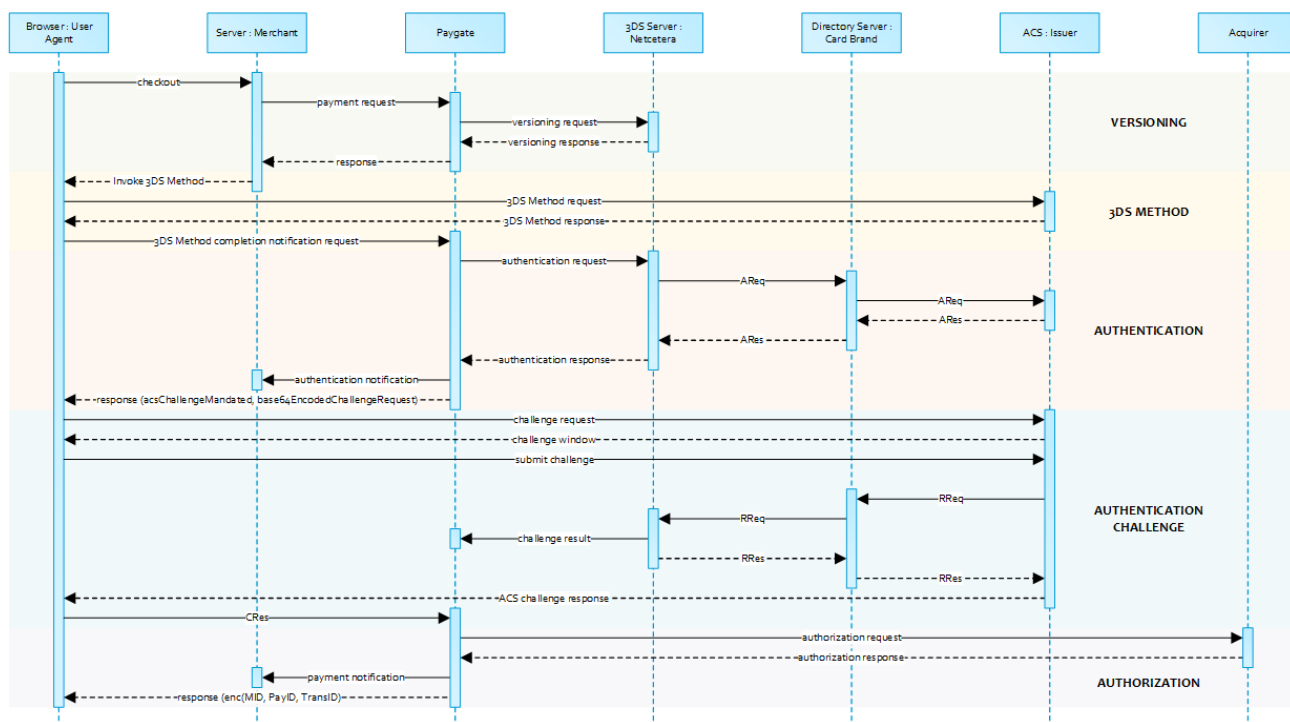 Browser : User
Agent
Server : Merchant
Paygate
3DS Server :
Netcetera
Directory Server :
Card Brand
ACS : Issuer
Acquirer
checkout
payment request
versioning request
VERSIONING
versioning response
response
Invoke 3DS Method
3DS Method request
3DS METHOD
3DS Method response
3DS Method completion notification request
authentication request
AReq
AReq
ARes
AUTHENTICATION
ARes
authentication response
authentication notification
response (acsChallengeMandated, base64EncodedChallengeRequest)
challenge request
challenge window
submit challenge
RReq
AUTHENTICATION
CHALLENGE
RReq
challenge result
RRes
RRes
ACS challenge response
CRes
authorization request
authorization response
payment notification
AUTHORIZATION
response (enc(MID, PayID, TransID)